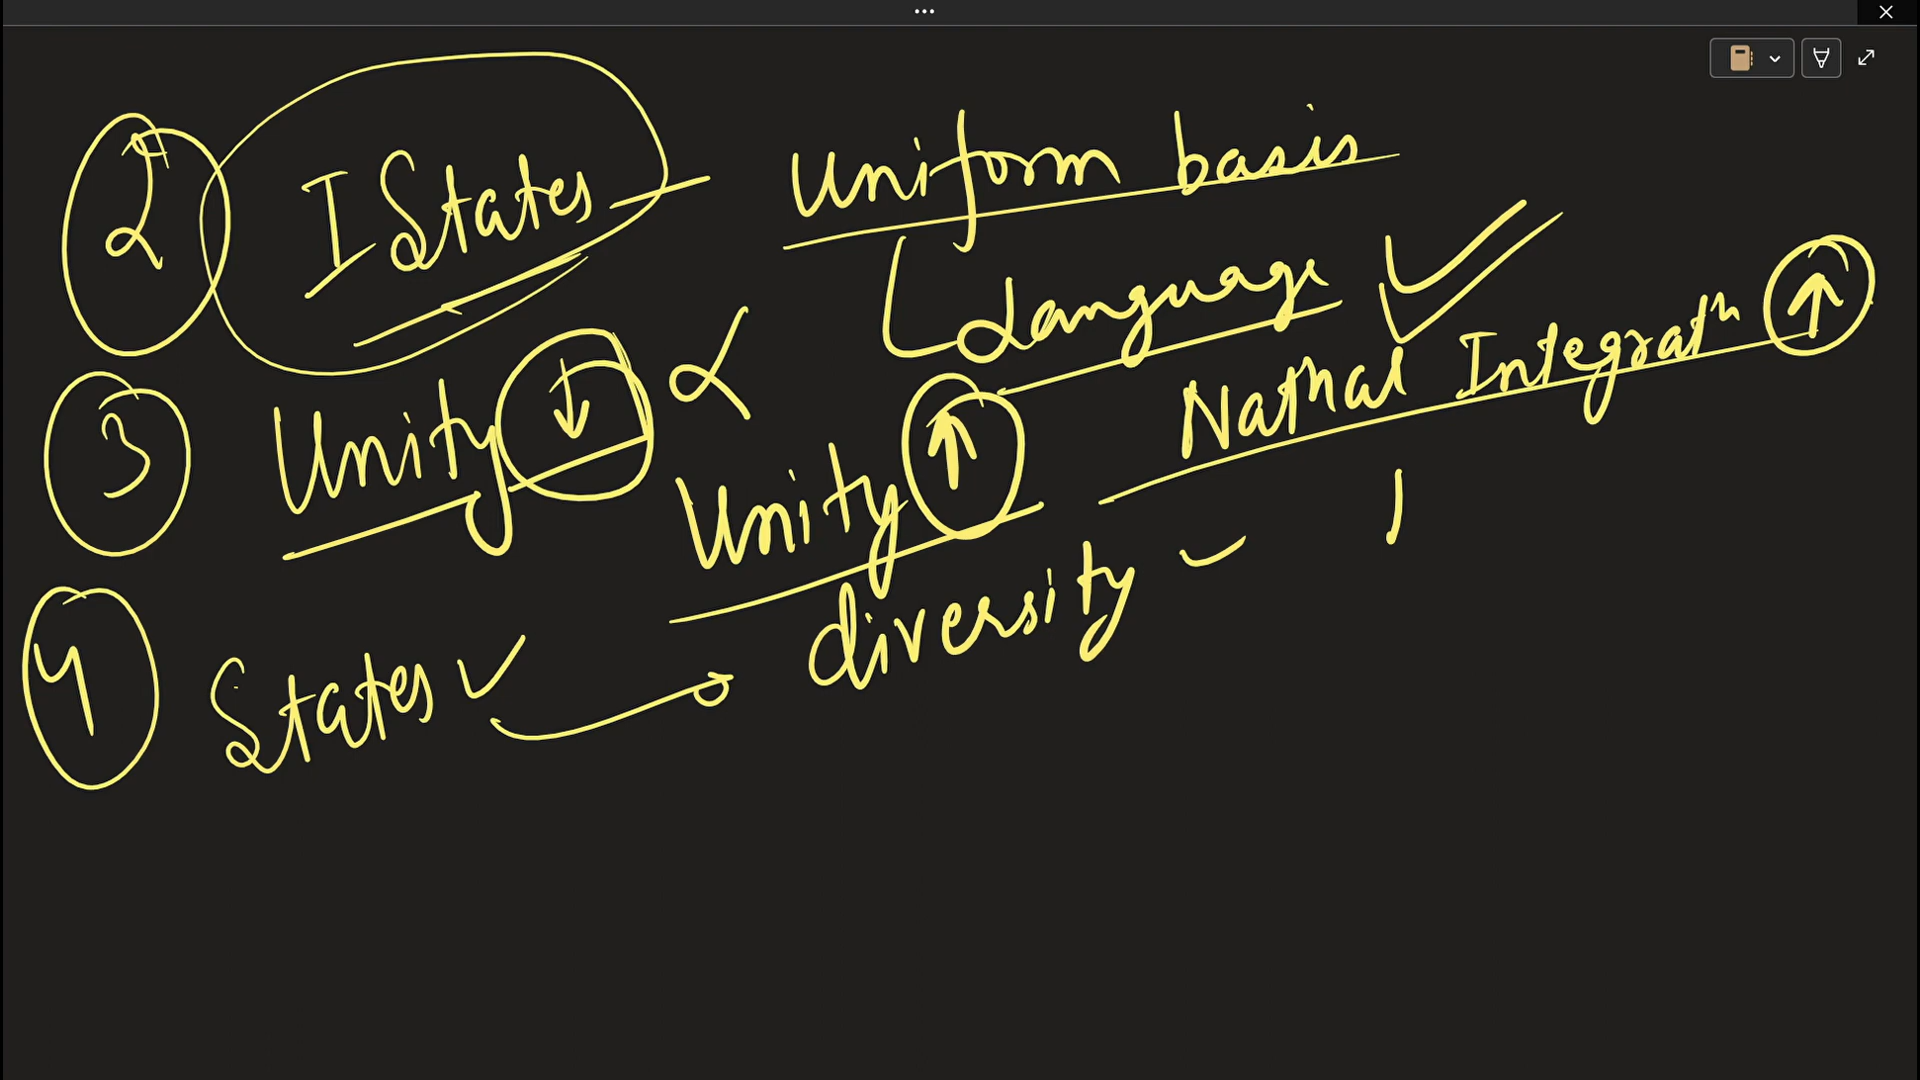 2 I States - Uniform basis
Language ✓
3 Unity ↓ ✗ Unity ↑ Natnal Integratn ↑
4 States ✓ → diversity ✓